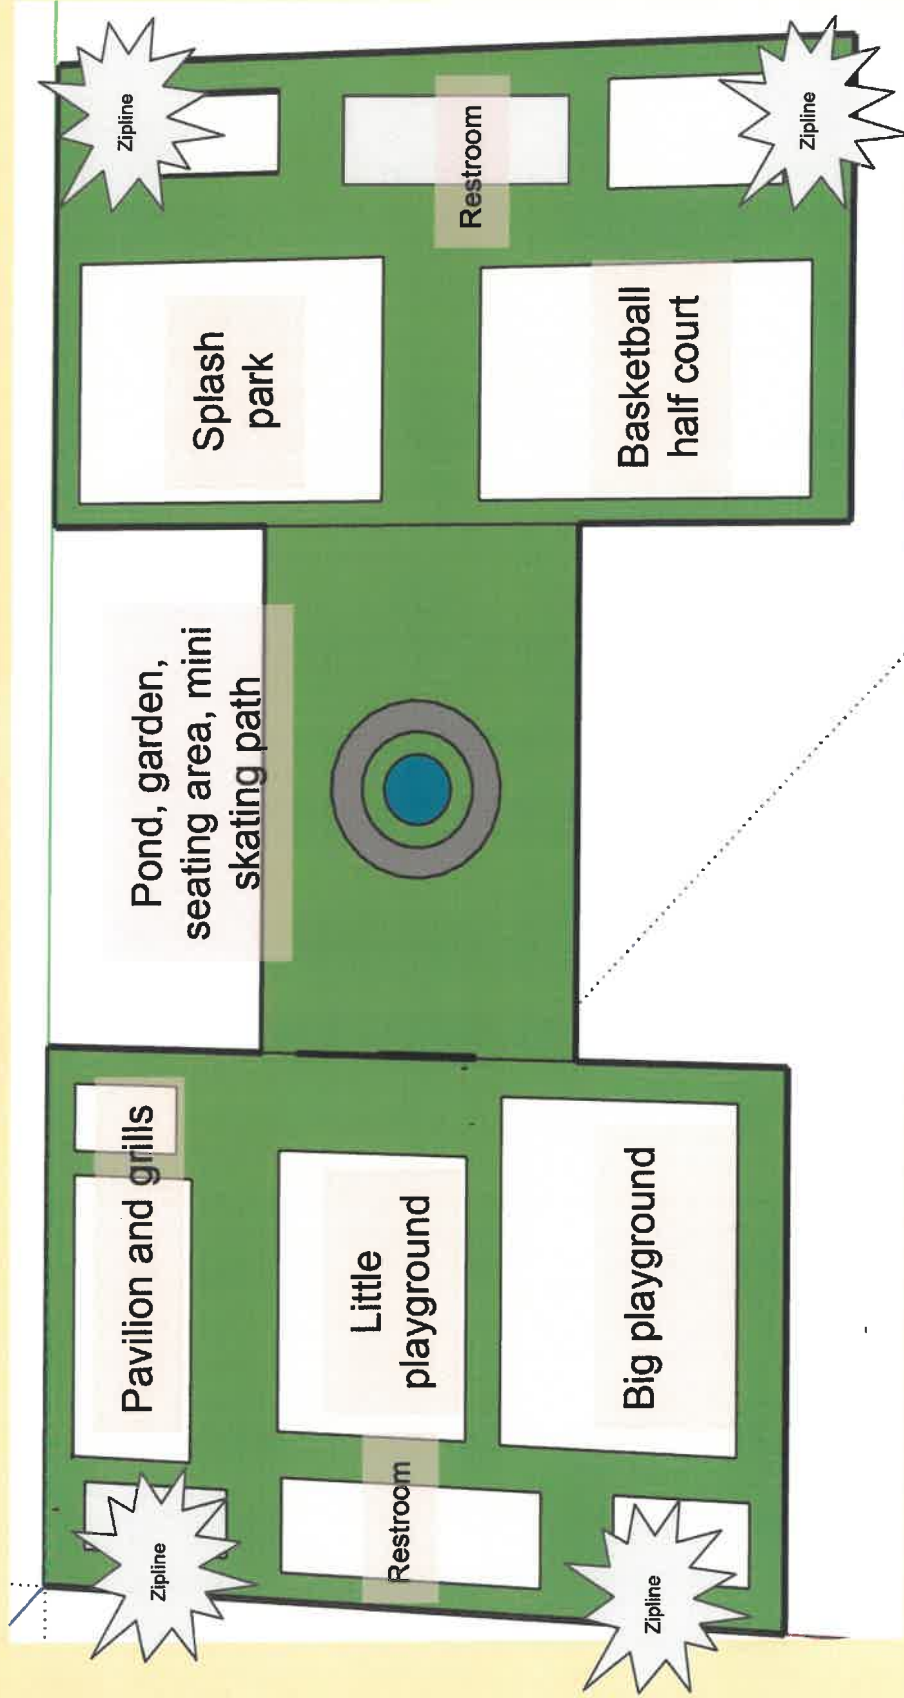 Zipline
Pavilion and grills
Pond, garden,
seating area, mini
skating path
Splash
park
Zipline
Restroom
Little
playground
Restroom
Zipline
Big playground
Basketball
half court
Zipline